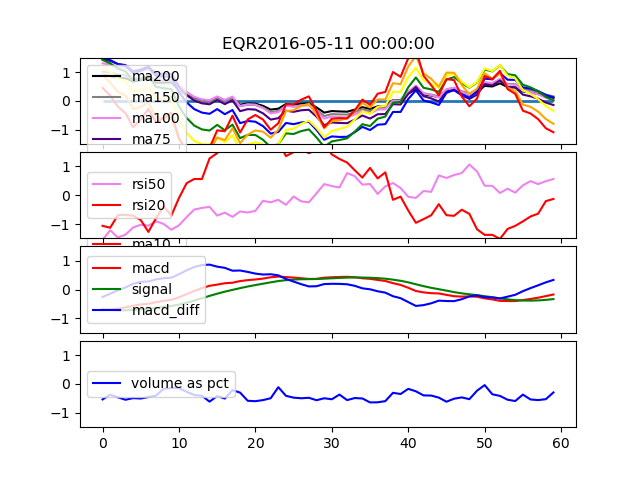 EQR2016-05-11 00:00:00
1
0
−1
ma200
ma150
ma100
ma75
1
0
−1
rsi50
rsi20
ma10
1
0
−1
macd
signal
macd_diff
1
0
−1
volume as pct
0 10 20 30 40 50 60